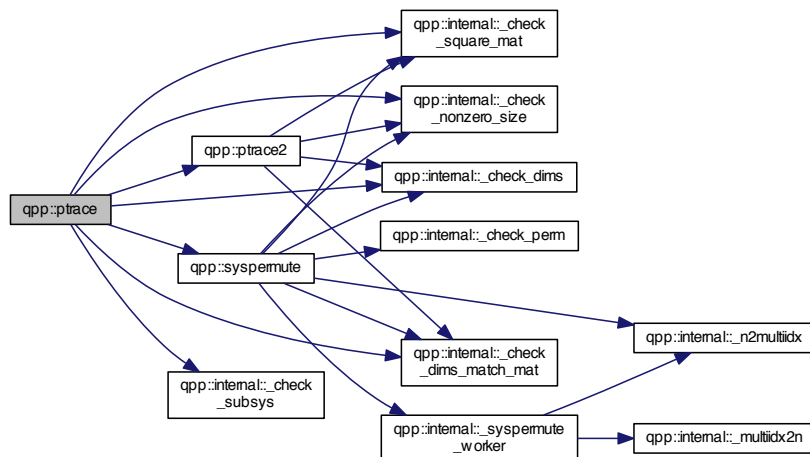 qpp::internal::_check
_square_mat
qpp::internal::_check
_nonzero_size
qpp::ptrace2
qpp::internal::_check_dims
qpp::ptrace
qpp::internal::_check_perm
qpp::syspermute
qpp::internal::_n2multiidx
qpp::internal::_check
_dims_match_mat
qpp::internal::_check
_subsys
qpp::internal::_syspermute
_worker
qpp::internal::_multiidx2n